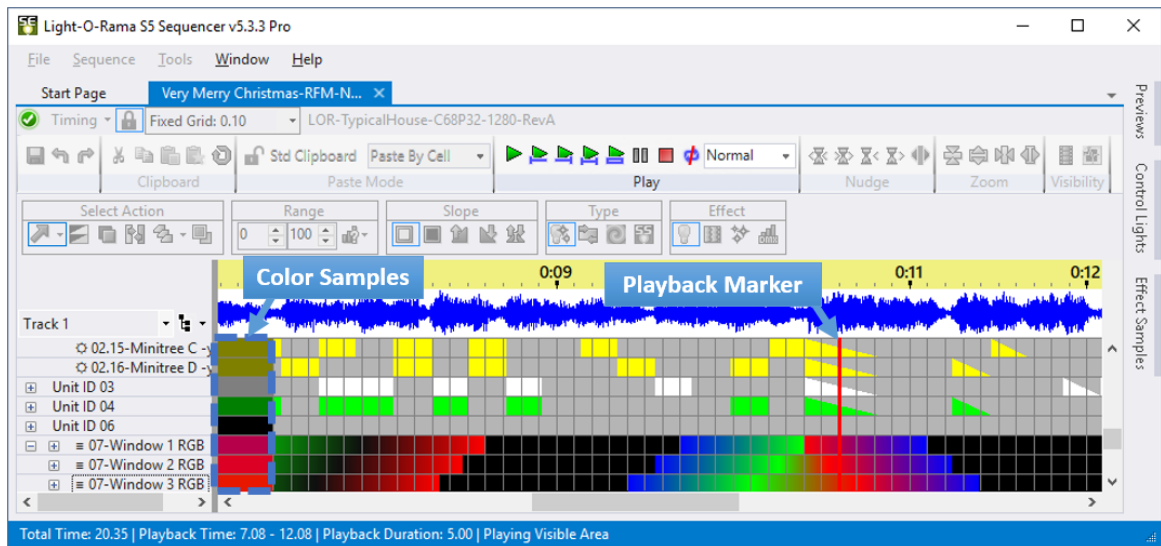 Light-O-Rama S5 Sequencer v5.3.3 Pro
File Sequence Tools Window Help
Start Page Very Merry Christmas-RFM-N...
Timing Fixed Grid: 0.10 LOR-TypicalHouse-C68P32-1280-RevA
Std Clipboard Paste By Cell Normal
Clipboard Paste Mode Play Nudge Zoom Visibility
Select Action Range Slope Type Effect
0 100
Color Samples 0:09 Playback Marker 0:11 0:12
Track 1
02.15-Minitree C -y
02.16-Minitree D -y
Unit ID 03
Unit ID 04
Unit ID 06
07-Window 1 RGB
07-Window 2 RGB
07-Window 3 RGB
Previews
Control Lights
Effect Samples
Total Time: 20.35 | Playback Time: 7.08 - 12.08 | Playback Duration: 5.00 | Playing Visible Area